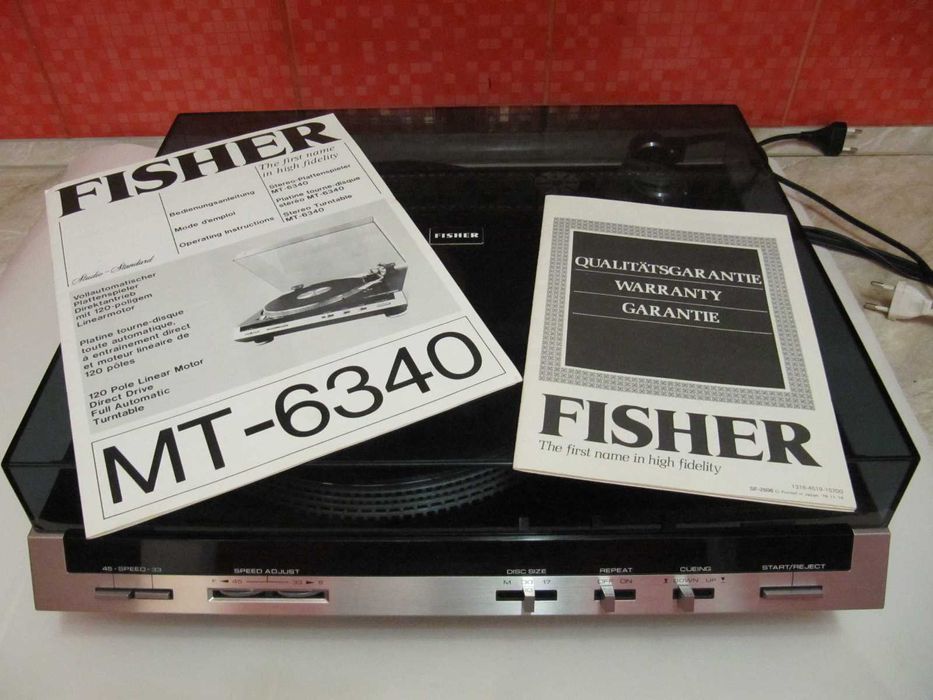 FISHER
The first name
in high fidelity
Bedienungsanleitung
Mode d'emploi
Operating Instructions
Stereo-Plattenspieler
MT-6340
Platine tourne-disque
stéréo MT-6340
Stereo Turntable
MT-6340
Studio-Standard
Vollautomatischer
Plattenspieler
Direktantrieb
mit 120-poligem
Linearmotor
Platine tourne-disque
toute automatique,
à entraînement direct
et moteur linéaire de
120 pôles
120 Pole Linear Motor
Direct Drive
Full Automatic
Turntable
MT-6340
FISHER
QUALITÄTSGARANTIE
WARRANTY
GARANTIE
FISHER
The first name in high fidelity
45-SPEED-33
SPEED ADJUST
F ◄ 45 33 ► S
DISC SIZE
M 30 17
REPEAT
OFF ON
CUEING
DOWN UP
START/REJECT